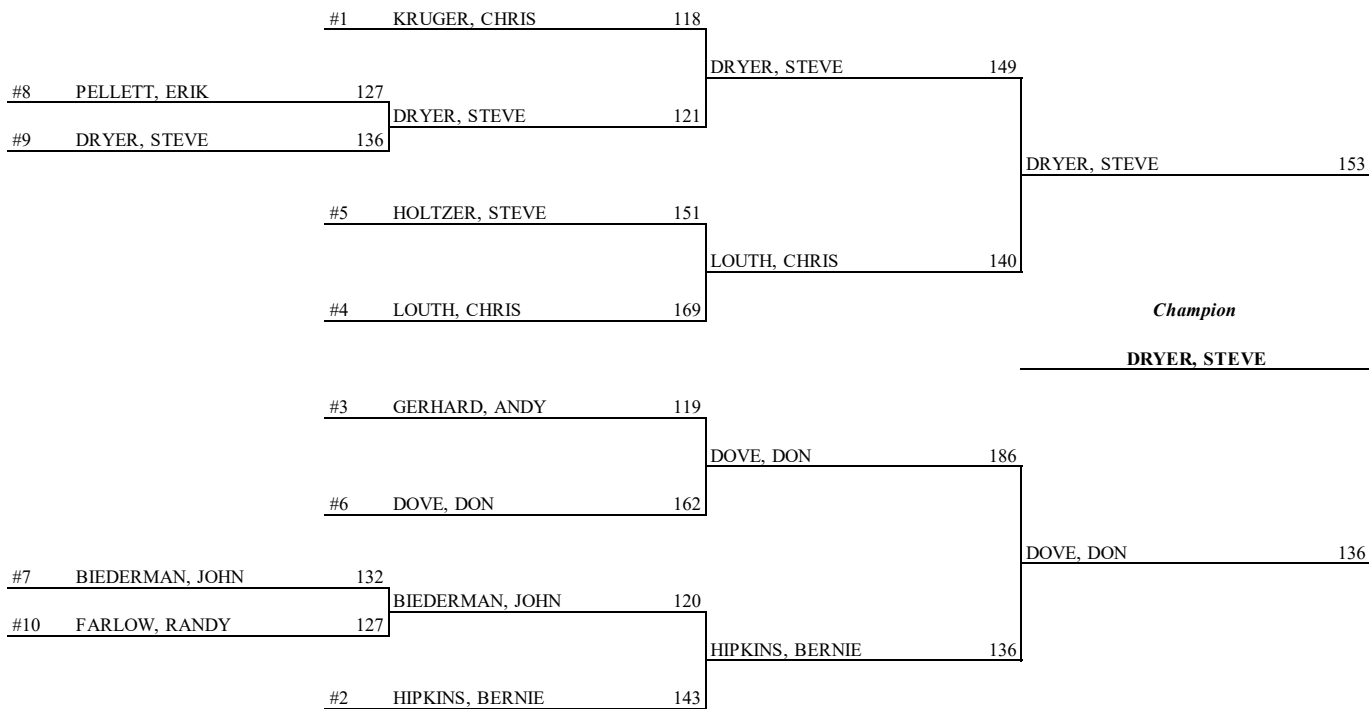 #1 KRUGER, CHRIS 118
DRYER, STEVE 149
#8 PELLETT, ERIK 127
DRYER, STEVE 121
#9 DRYER, STEVE 136
DRYER, STEVE 153
#5 HOLTZER, STEVE 151
LOUTH, CHRIS 140
#4 LOUTH, CHRIS 169
Champion
DRYER, STEVE
#3 GERHARD, ANDY 119
DOVE, DON 186
#6 DOVE, DON 162
DOVE, DON 136
#7 BIEDERMAN, JOHN 132
BIEDERMAN, JOHN 120
#10 FARLOW, RANDY 127
HIPKINS, BERNIE 136
#2 HIPKINS, BERNIE 143